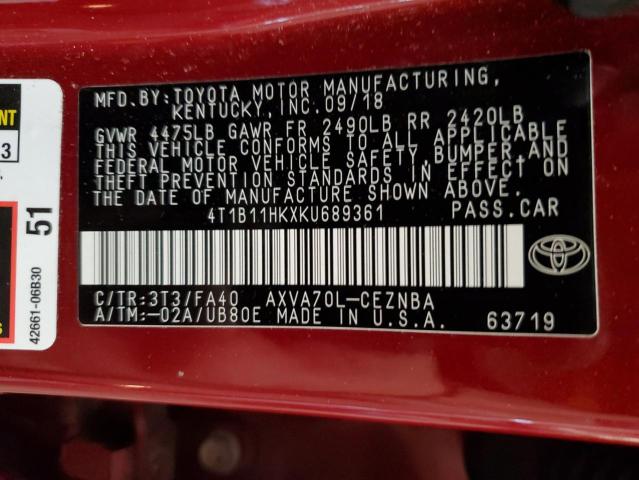 MFD.BY:TOYOTA MOTOR MANUFACTURING,
KENTUCKY,INC.09/18
GVWR 4475LB GAWR FR 2490LB RR 2420LB
THIS VEHICLE CONFORMS TO ALL APPLICABLE
FEDERAL MOTOR VEHICLE SAFETY,BUMPER,AND
THEFT PREVENTION STANDARDS IN EFFECT ON
THE DATE OF MANUFACTURE SHOWN ABOVE.
4T1B11HKXKU689361 PASS.CAR
C/TR:3T3/FA40 AXVA70L-CEZNBA
A/TM:-02A/UB80E MADE IN U.S.A. 63719
TOYOTA
51
42661-06B30
3